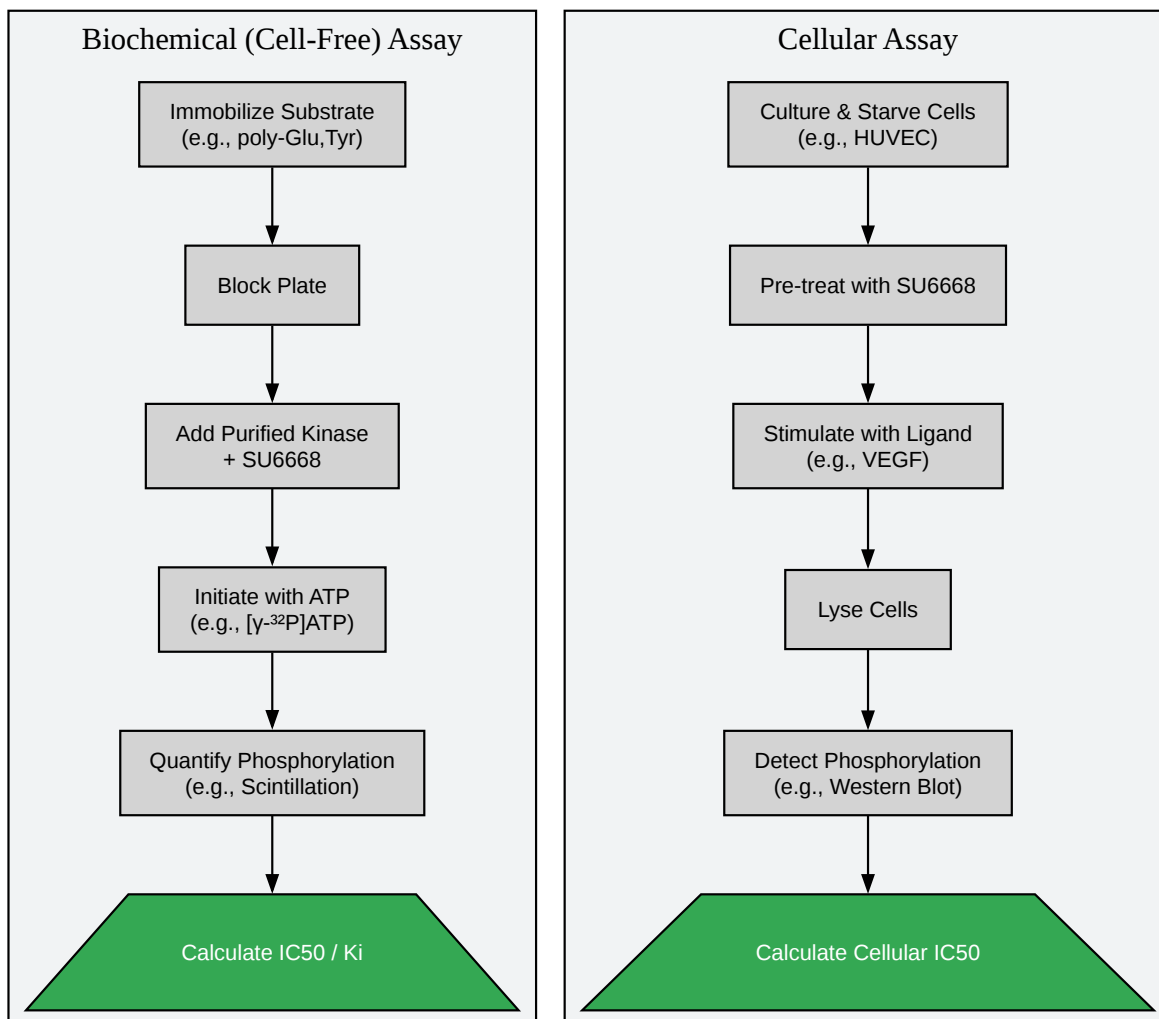 Biochemical (Cell-Free) Assay
Immobilize Substrate
(e.g., poly-Glu,Tyr)
Block Plate
Add Purified Kinase
+ SU6668
Initiate with ATP
(e.g., [γ-³²P]ATP)
Quantify Phosphorylation
(e.g., Scintillation)
Calculate IC50 / Ki
Cellular Assay
Culture & Starve Cells
(e.g., HUVEC)
Pre-treat with SU6668
Stimulate with Ligand
(e.g., VEGF)
Lyse Cells
Detect Phosphorylation
(e.g., Western Blot)
Calculate Cellular IC50